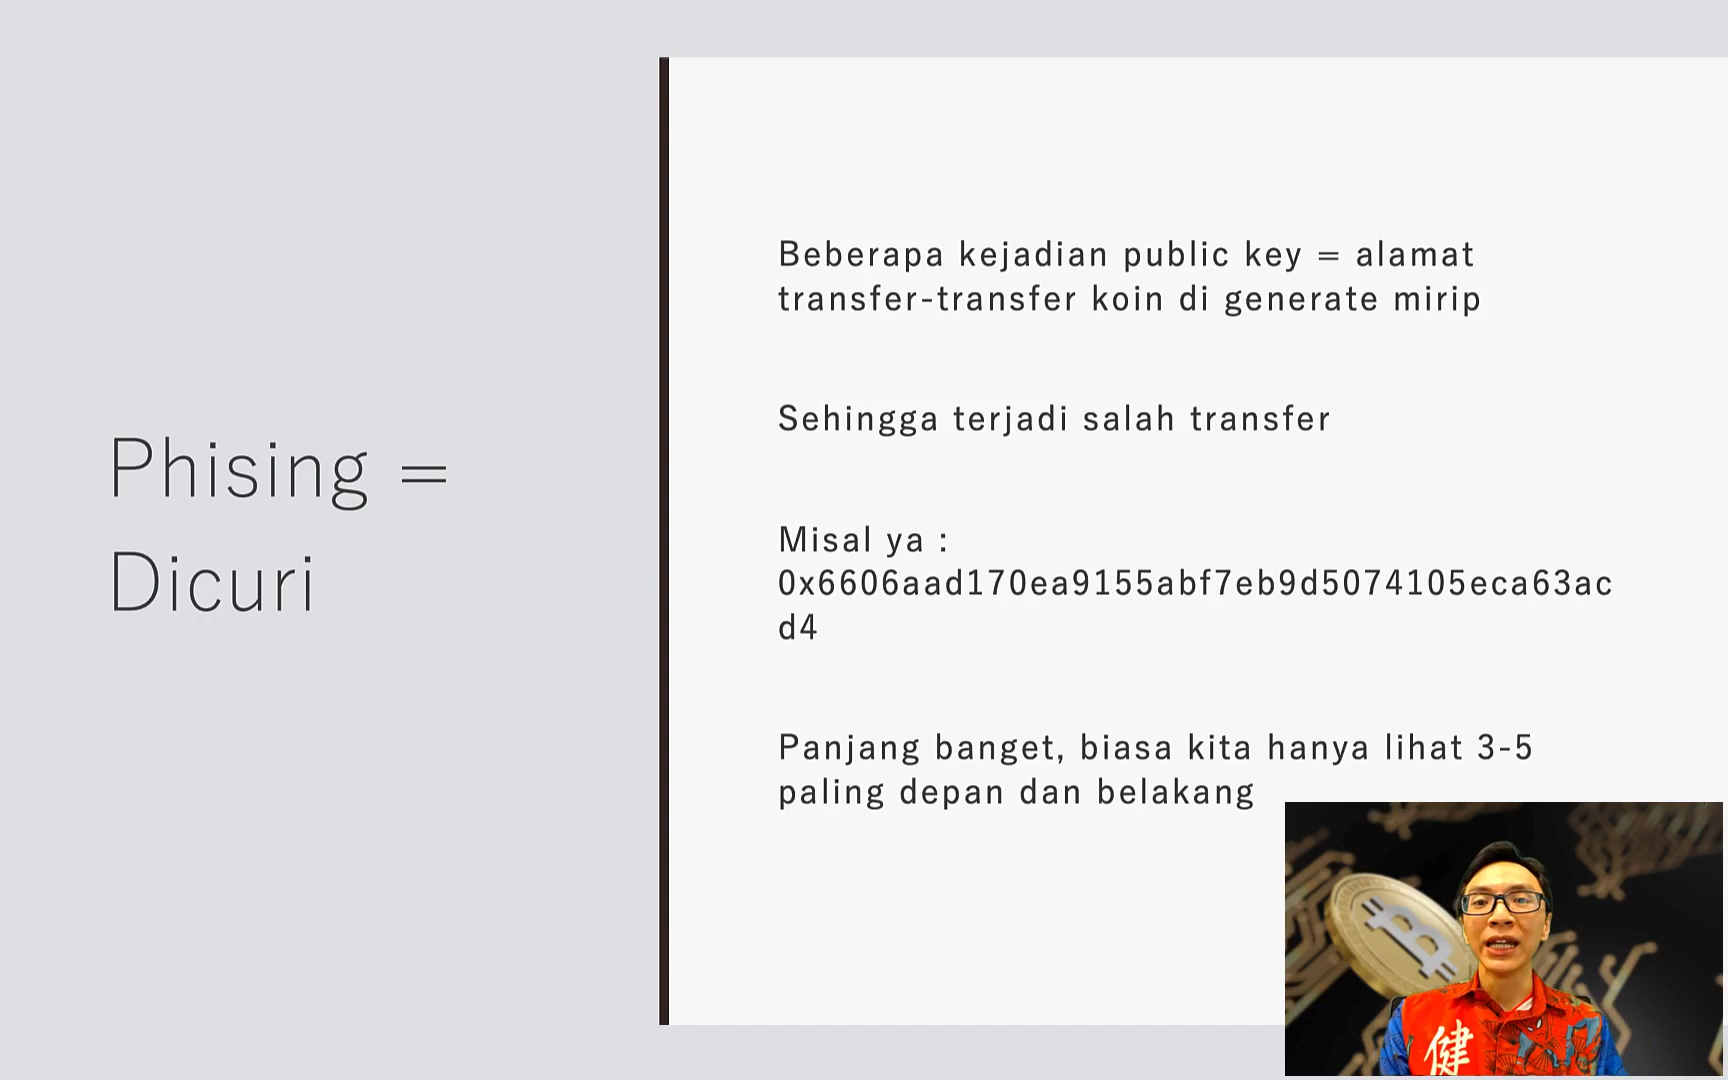 Phising =
Dicuri
Beberapa kejadian public key = alamat
transfer-transfer koin di generate mirip
Sehingga terjadi salah transfer
Misal ya :
0x6606aad170ea9155abf7eb9d5074105eca63ac
d4
Panjang banget, biasa kita hanya lihat 3-5
paling depan dan belakang
健